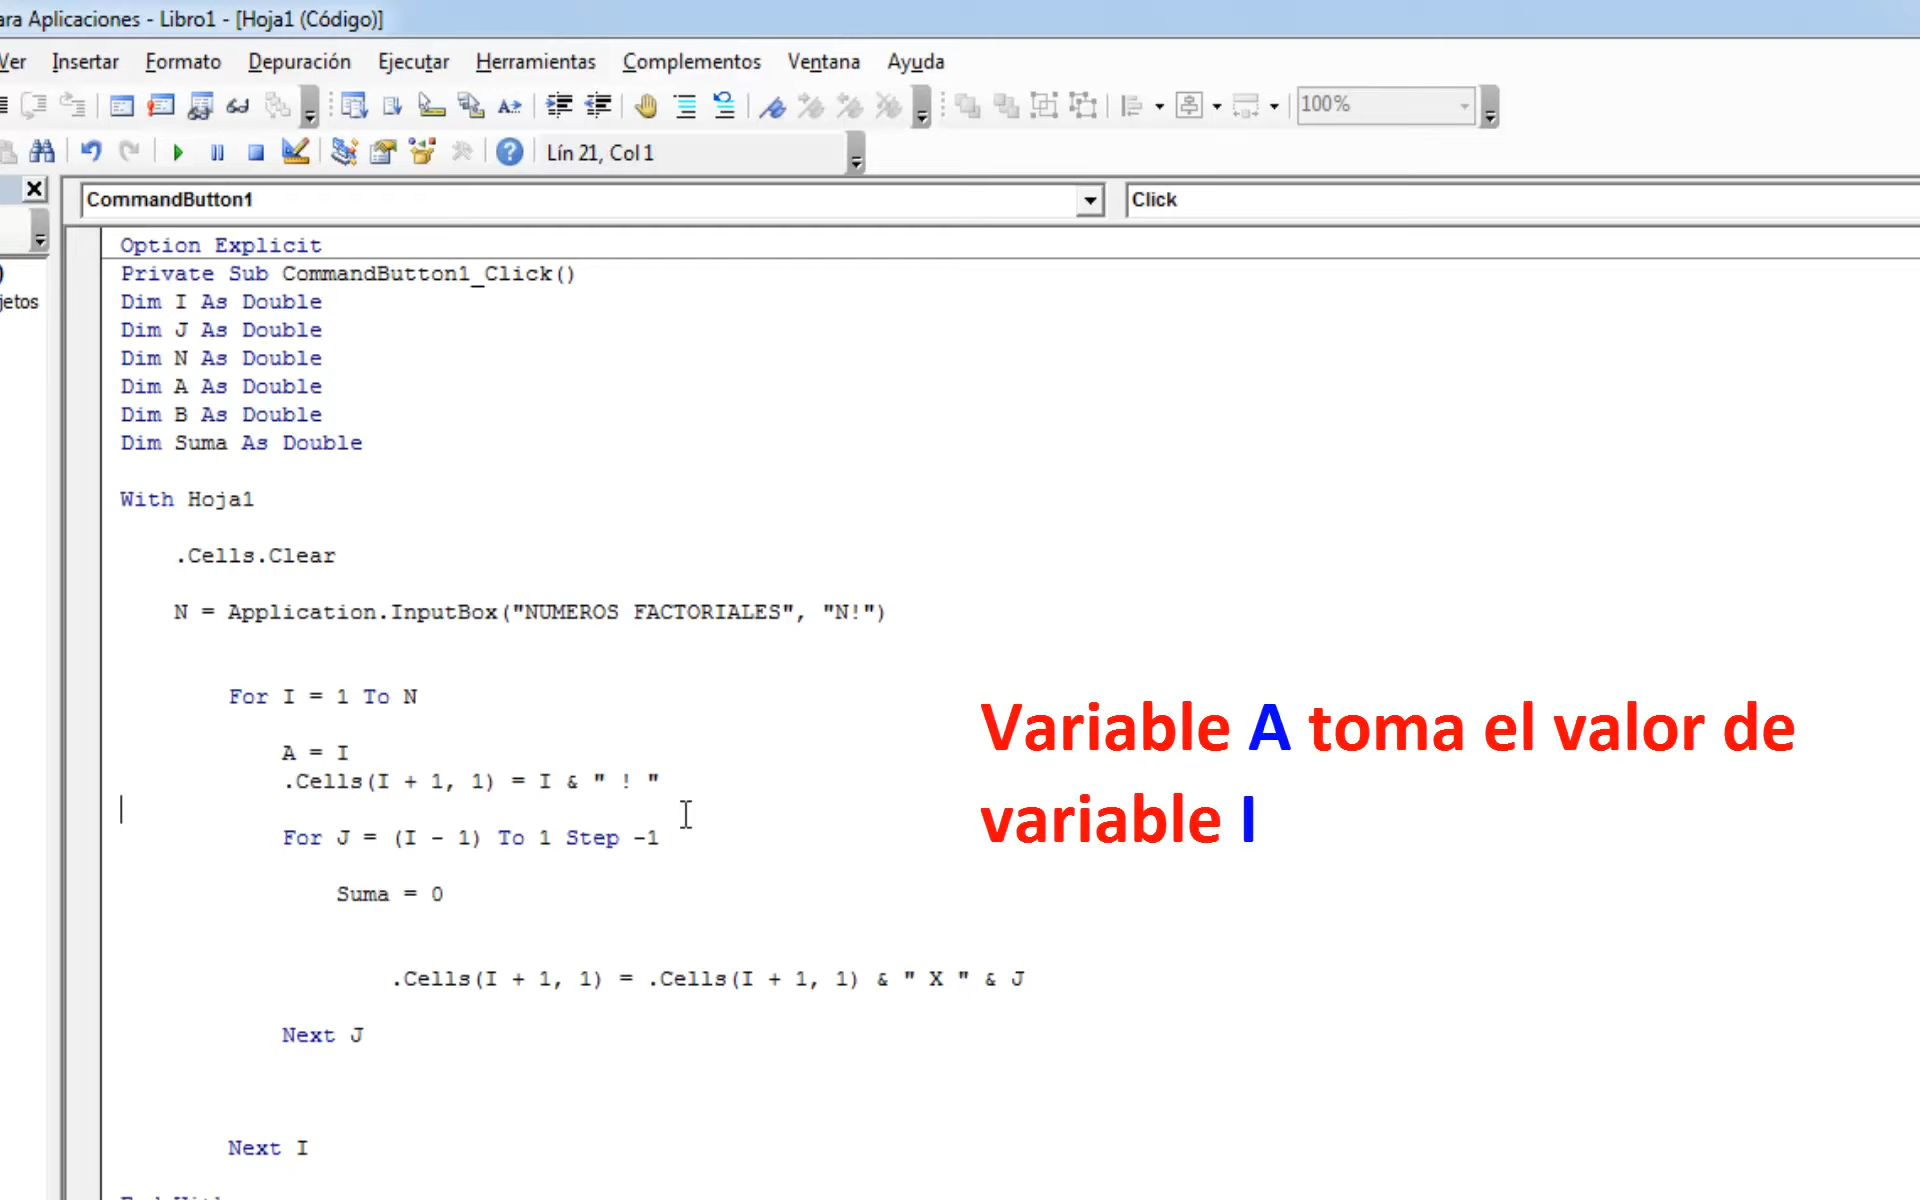 ara Aplicaciones - Libro1 - [Hoja1 (Código)]
Ver Insertar Formato Depuración Ejecutar Herramientas Complementos Ventana Ayuda
100%
Lín 21, Col 1
CommandButton1 Click
jetos
Option Explicit
Private Sub CommandButton1_Click()
Dim I As Double
Dim J As Double
Dim N As Double
Dim A As Double
Dim B As Double
Dim Suma As Double
With Hoja1
.Cells.Clear
N = Application.InputBox("NUMEROS FACTORIALES", "N!")
For I = 1 To N
A = I
.Cells(I + 1, 1) = I & " ! "
For J = (I - 1) To 1 Step -1
Suma = 0
.Cells(I + 1, 1) = .Cells(I + 1, 1) & " X " & J
Next J
Next I
Variable A toma el valor de
variable I